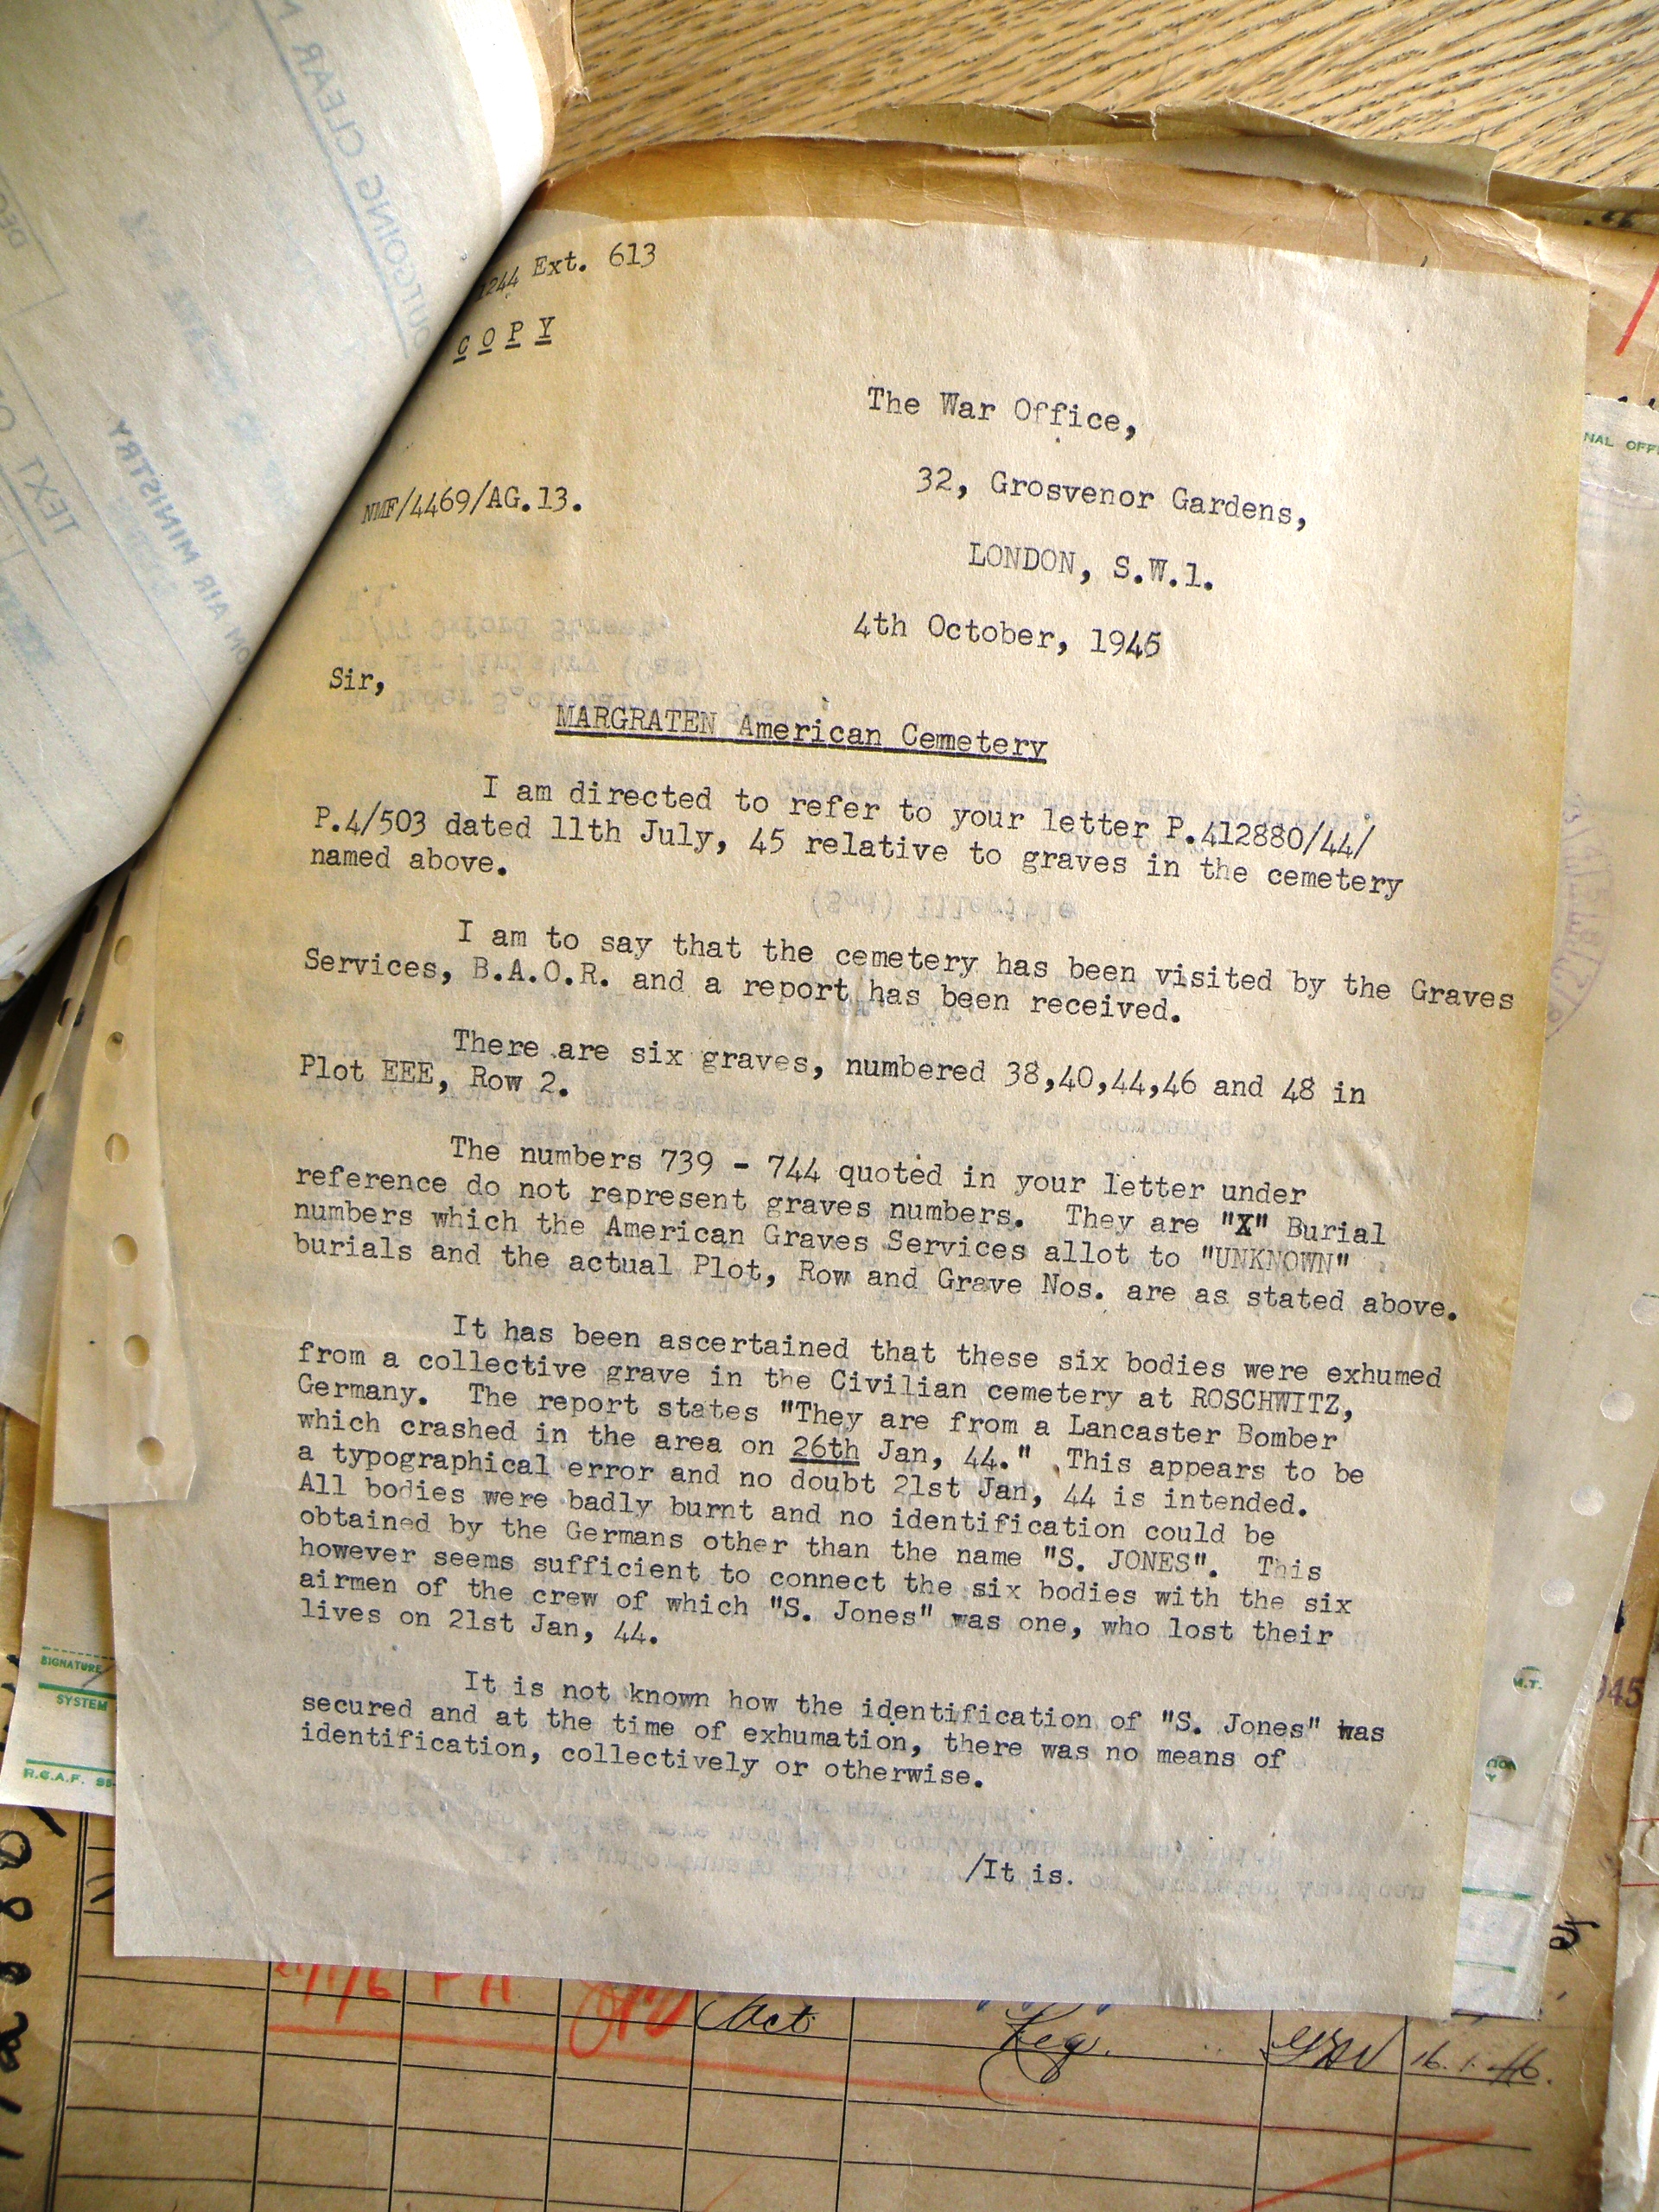 1244 Ext. 613
COPY
The War Office,
32, Grosvenor Gardens,
NMF/4469/AG.13.
LONDON, S.W.1.
4th October, 1945
Sir,
MARGRATEN American Cemetery
I am directed to refer to your letter P.412880/44/
P.4/503 dated 11th July, 45 relative to graves in the cemetery
named above.
I am to say that the cemetery has been visited by the Graves
Services, B.A.O.R. and a report has been received.
There are six graves, numbered 38,40,44,46 and 48 in
Plot EEE, Row 2.
The numbers 739 - 744 quoted in your letter under
reference do not represent graves numbers. They are "X" Burial
numbers which the American Graves Services allot to "UNKNOWN"
burials and the actual Plot, Row and Grave Nos. are as stated above.
It has been ascertained that these six bodies were exhumed
from a collective grave in the Civilian cemetery at ROSCHWITZ,
Germany. The report states "They are from a Lancaster Bomber
which crashed in the area on 26th Jan, 44." This appears to be
a typographical error and no doubt 21st Jan, 44 is intended.
All bodies were badly burnt and no identification could be
obtained by the Germans other than the name "S. JONES". This
however seems sufficient to connect the six bodies with the six
airmen of the crew of which "S. Jones" was one, who lost their
lives on 21st Jan, 44.
It is not known how the identification of "S. Jones" was
secured and at the time of exhumation, there was no means of
identification, collectively or otherwise.
/It is.
OUTGOING CLEAR
AIR MINISTRY
TEXT
SIGNATURE
SYSTEM
R.C.A.F.
M.T.
945
Reg.
16.1.46.